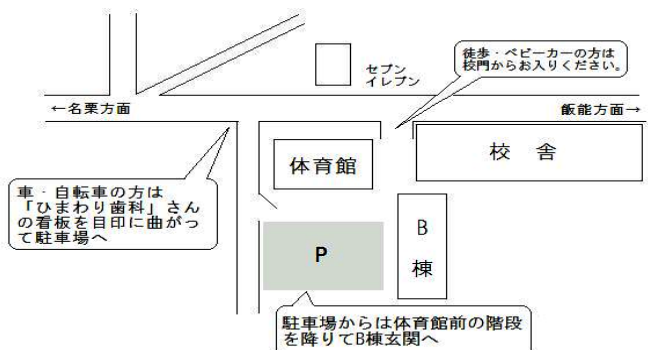 徒歩・ベビーカーの方は
校門からお入りください。
セブン
イレブン
←名栗方面
飯能方面→
体育館
校 舎
車・自転車の方は
「ひまわり歯科」さん
の看板を目印に曲がっ
て駐車場へ
B
棟
P
駐車場からは体育館前の階段
を降りてB棟玄関へ